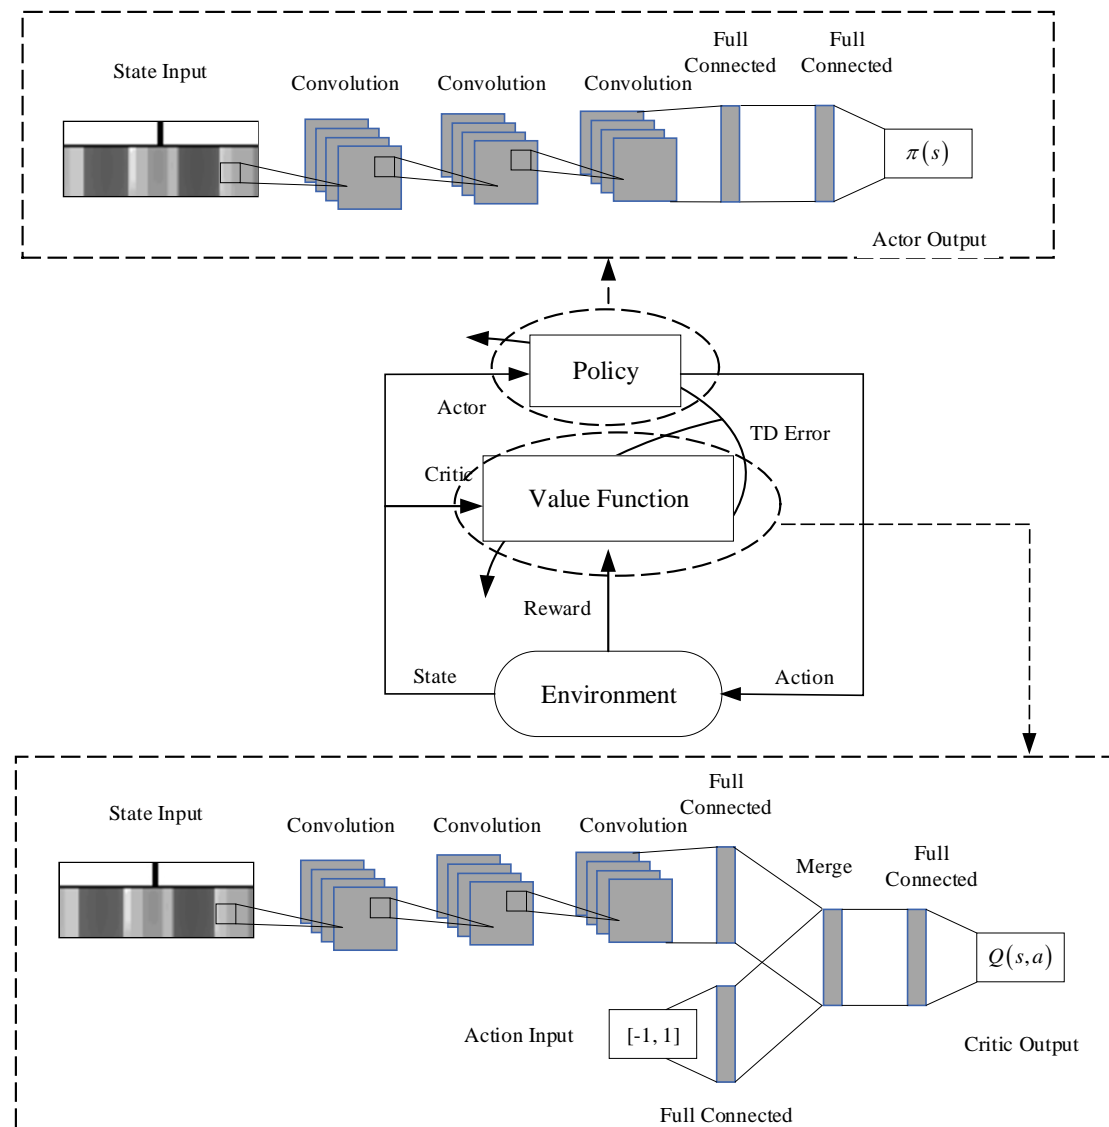 State Input
Convolution
Convolution
Convolution
Full
Connected
Full
Connected
π(s)
Actor Output
Policy
Actor
TD Error
Critic
Value Function
Reward
State
Environment
Action
State Input
Convolution
Convolution
Convolution
Full
Connected
Merge
Full
Connected
Q(s,a)
Action Input
[-1, 1]
Critic Output
Full Connected